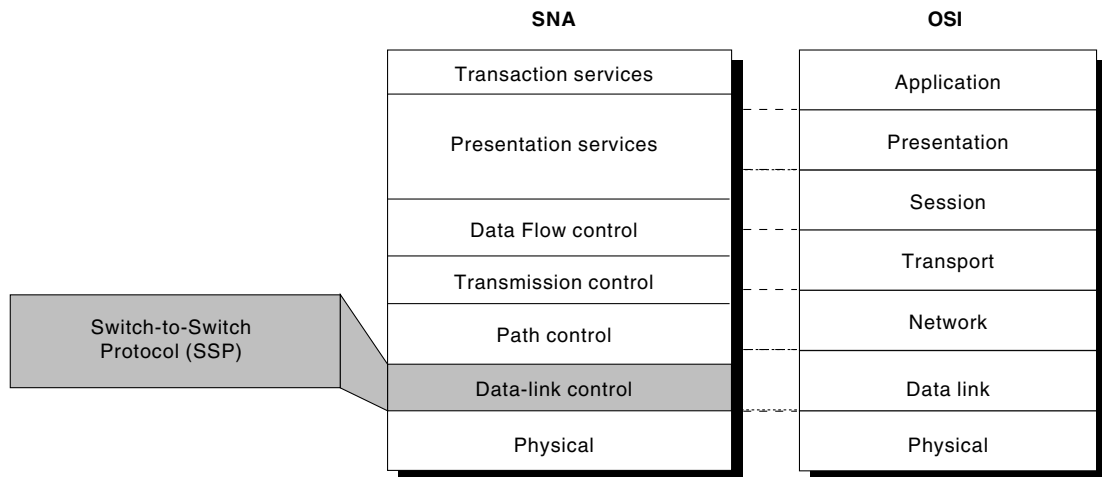 SNA
OSI
Transaction services
Presentation services
Data Flow control
Transmission control
Path control
Data-link control
Physical
Application
Presentation
Session
Transport
Network
Data link
Physical
Switch-to-Switch
Protocol (SSP)